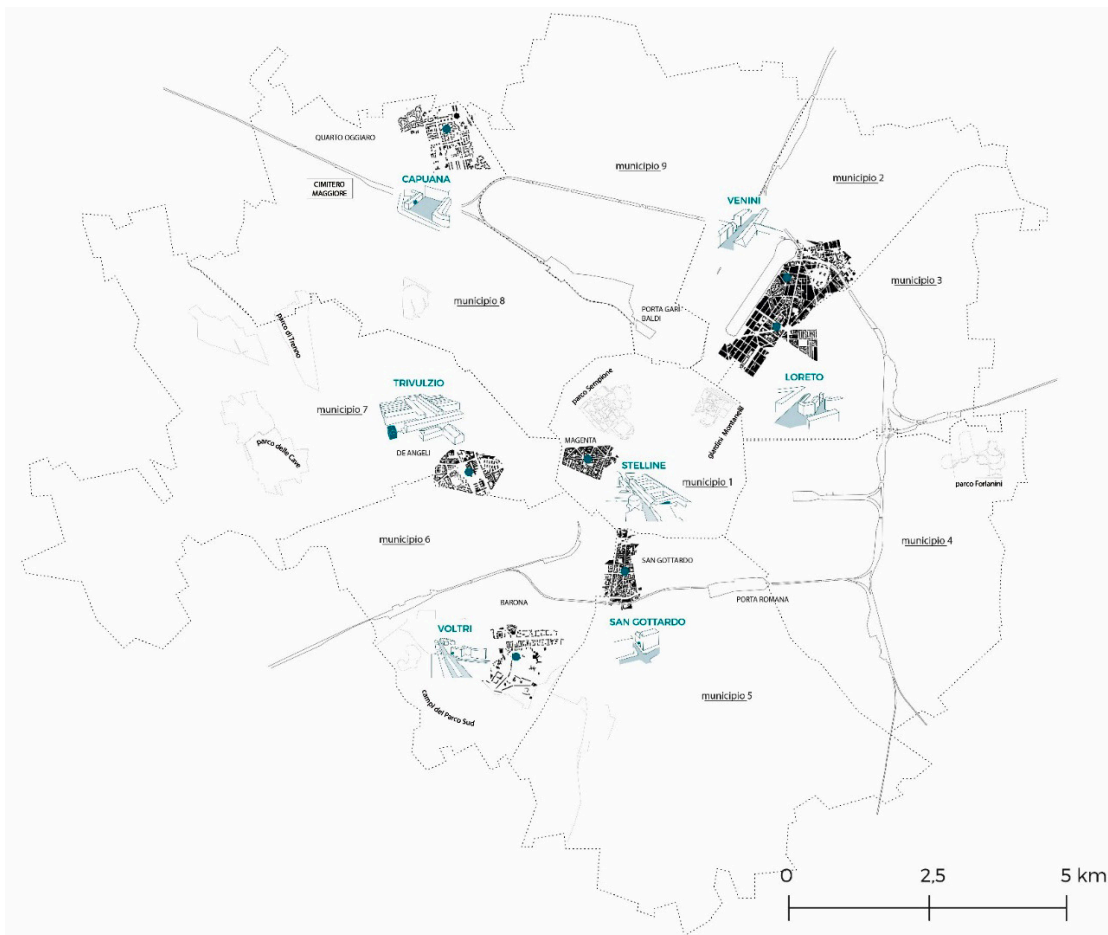 QUARTO OGGIARO
CIMITERO
MAGGIORE
CAPUANA
municipio 9
municipio 2
VENINI
municipio 3
municipio 8
PORTA GARI
BALDI
parco di Trenno
TRIVULZIO
parco Sempione
giardini Montanelli
LORETO
municipio 7
parco delle Cave
DE ANGELI
MAGENTA
STELLINE
municipio 1
parco Forlanini
municipio 6
municipio 4
SAN GOTTARDO
BARONA
PORTA ROMANA
VOLTRI
SAN GOTTARDO
campi del Parco Sud
municipio 5
0 2,5 5 km